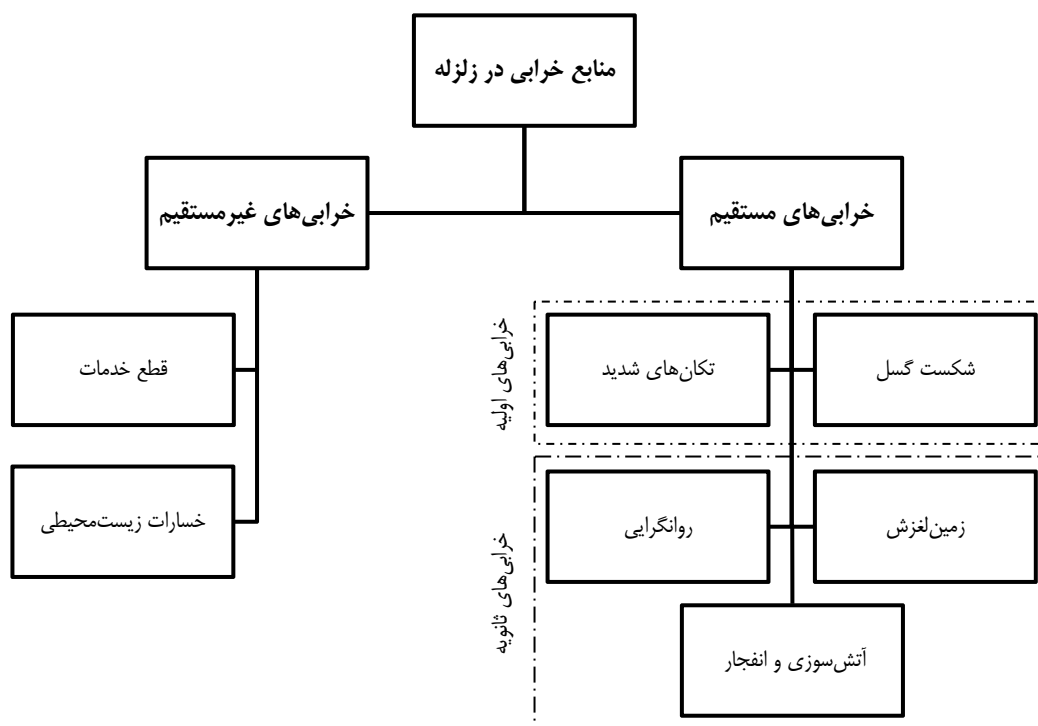 منابع خرابی در زلزله
خرابی‌های مستقیم
خرابی‌های غیرمستقیم
خرابی‌های اولیه
شکست گسل
تکان‌های شدید
خرابی‌های ثانویه
زمین‌لغزش
روانگرایی
آتش‌سوزی و انفجار
قطع خدمات
خسارات زیست‌محیطی